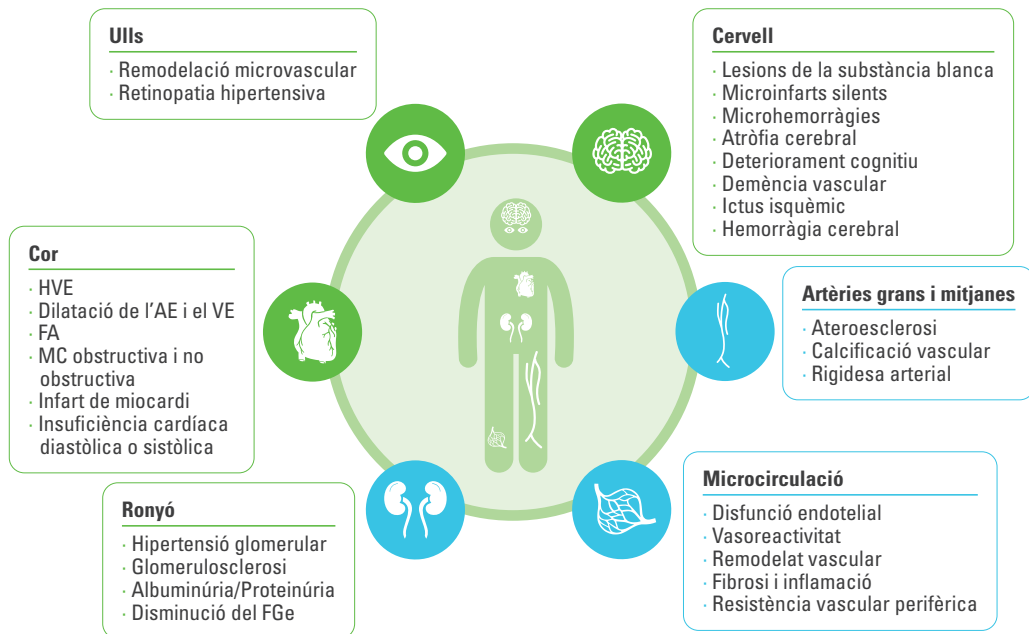 Ulls
· Remodelació microvascular
· Retinopatia hipertensiva
Cervell
· Lesions de la substància blanca
· Microinfarts silents
· Microhemorràgies
· Atròfia cerebral
· Deteriorament cognitiu
· Demència vascular
· Ictus isquèmic
· Hemorràgia cerebral
Cor
· HVE
· Dilatació de l’AE i el VE
· FA
· MC obstructiva i no
obstructiva
· Infart de miocardi
· Insuficiència cardíaca
diastòlica o sistòlica
Artèries grans i mitjanes
· Ateroesclerosi
· Calcificació vascular
· Rigidesa arterial
Ronyó
· Hipertensió glomerular
· Glomerulosclerosi
· Albuminúria/Proteinúria
· Disminució del FGe
Microcirculació
· Disfunció endotelial
· Vasoreactivitat
· Remodelat vascular
· Fibrosi i inflamació
· Resistència vascular perifèrica